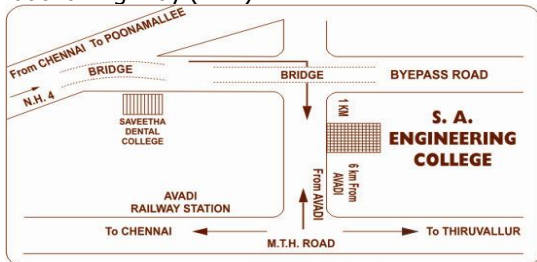 From CHENNAI To POONAMALLEE
N.H. 4
BRIDGE
BRIDGE
BYEPASS ROAD
SAVEETHA
DENTAL
COLLEGE
1 KM
S. A.
ENGINEERING
COLLEGE
6 km From
AVADI
From AVADI
AVADI
RAILWAY STATION
To CHENNAI
M.T.H. ROAD
To THIRUVALLUR